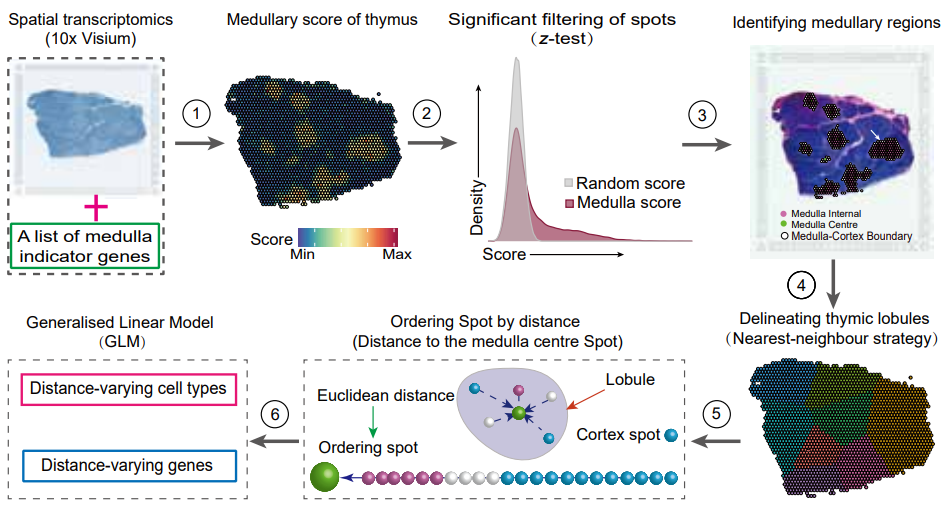 Spatial transcriptomics
(10x Visium)
+
A list of medulla
indicator genes
1
Medullary score of thymus
Score
Min
Max
2
Significant filtering of spots
(z-test)
Density
Random score
Medulla score
Score
3
Identifying medullary regions
Medulla Internal
Medulla Centre
Medulla-Cortex Boundary
4
Delineating thymic lobules
(Nearest-neighbour strategy)
5
Ordering Spot by distance
(Distance to the medulla centre Spot)
Euclidean distance
Lobule
Cortex spot
Ordering spot
6
Generalised Linear Model
(GLM)
Distance-varying cell types
Distance-varying genes